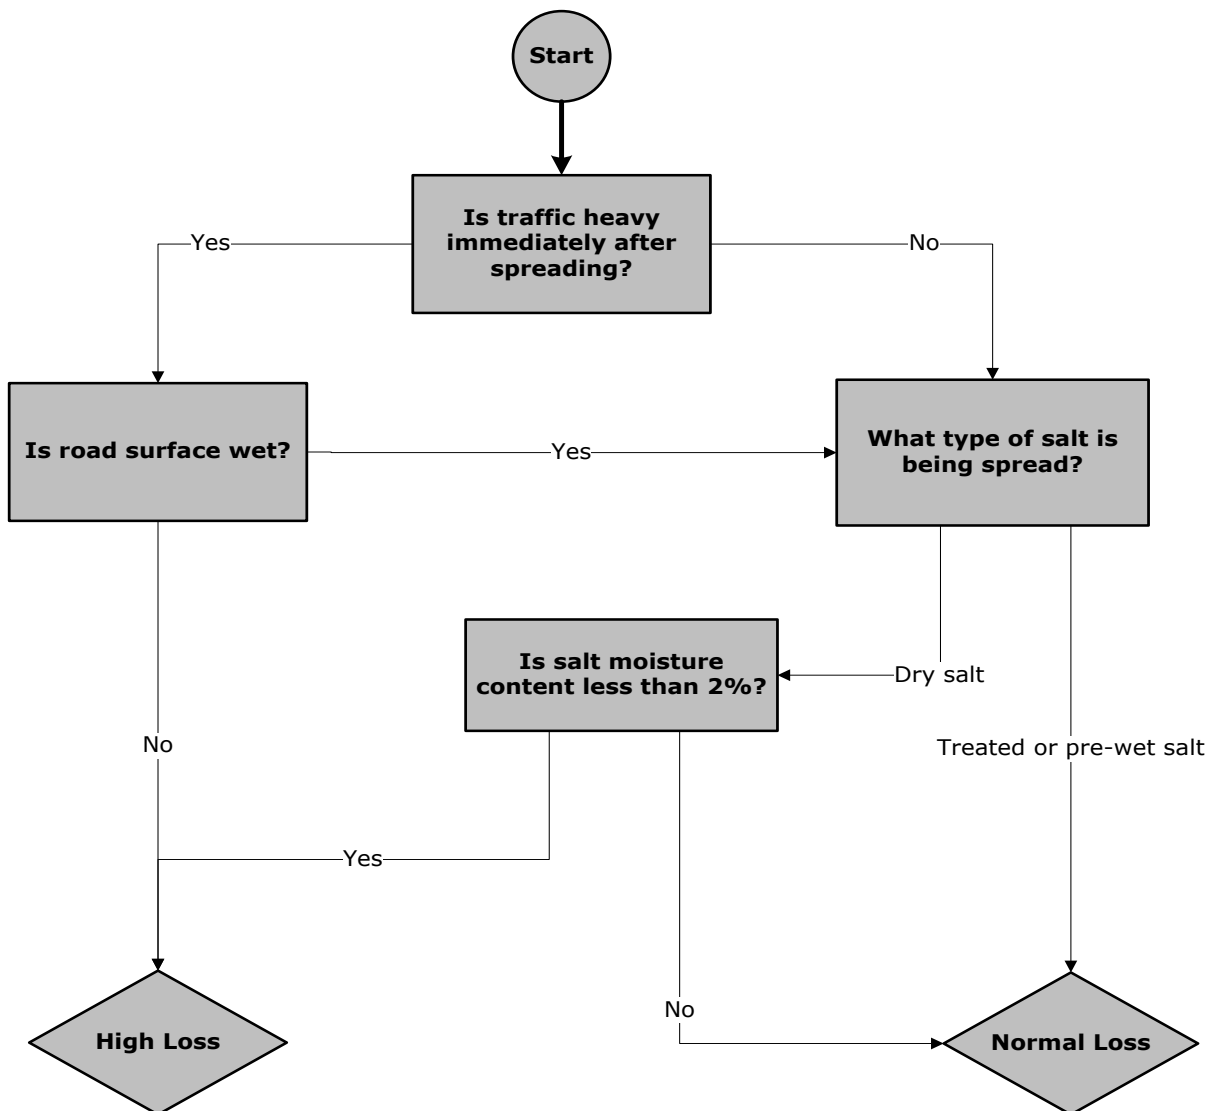 Start
Is traffic heavy
immediately after
spreading?
Yes
No
Is road surface wet?
Yes
What type of salt is
being spread?
Is salt moisture
content less than 2%?
Dry salt
No
Treated or pre-wet salt
Yes
No
High Loss
Normal Loss